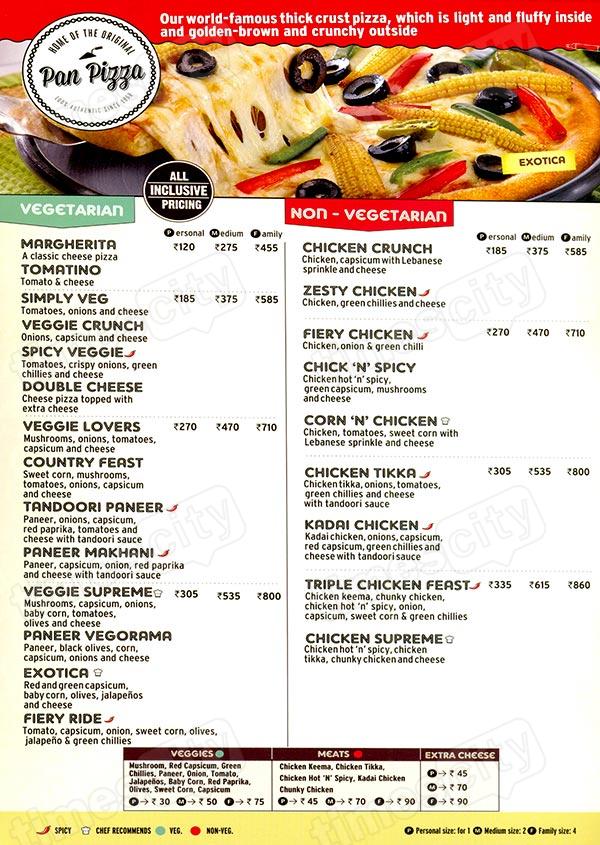 Our world-famous thick crust pizza, which is light and fluffy inside
and golden-brown and crunchy outside
HOME OF THE ORIGINAL
Pan Pizza
EXOTICA
ALL
INCLUSIVE
PRICING
VEGETARIAN
Personal Medium Family
MARGHERITA ₹120 ₹275 ₹455
A classic cheese pizza
TOMATINO
Tomato & cheese
SIMPLY VEG ₹185 ₹375 ₹585
Tomatoes, onions and cheese
VEGGIE CRUNCH
Onions, capsicum and cheese
SPICY VEGGIE
Tomatoes, crispy onions, green
chillies and cheese
DOUBLE CHEESE
Cheese pizza topped with
extra cheese
VEGGIE LOVERS ₹270 ₹470 ₹710
Mushrooms, onions, tomatoes,
capsicum and cheese
COUNTRY FEAST
Sweet corn, mushrooms,
tomatoes, onions, capsicum
and cheese
TANDOORI PANEER
Paneer, onions, capsicum,
red paprika, tomatoes and
cheese with tandoori sauce
PANEER MAKHANI
Paneer, capsicum, onion, red paprika
and cheese with tandoori sauce
VEGGIE SUPREME ₹305 ₹535 ₹800
Mushrooms, capsicum, onions,
baby corn, tomatoes,
olives and cheese
PANEER VEGORAMA
Paneer, black olives, corn,
capsicum, onions and cheese
EXOTICA
Red and green capsicum,
baby corn, olives, jalapeños
and cheese
FIERY RIDE
Tomato, capsicum, onion, sweet corn, olives,
jalapeño & green chillies
NON - VEGETARIAN
Personal Medium Family
CHICKEN CRUNCH ₹185 ₹375 ₹585
Chicken, capsicum with Lebanese
sprinkle and cheese
ZESTY CHICKEN
Chicken, green chillies and cheese
FIERY CHICKEN ₹270 ₹470 ₹710
Chicken, onion & green chilli
CHICK 'N' SPICY
Chicken hot 'n' spicy,
green capsicum, mushrooms
and cheese
CORN 'N' CHICKEN
Chicken, tomatoes, sweet corn with
Lebanese sprinkle and cheese
CHICKEN TIKKA ₹305 ₹535 ₹800
Chicken tikka, onions, tomatoes,
green chillies and cheese
with tandoori sauce
KADAI CHICKEN
Kadai chicken, onions, capsicum,
red capsicum, green chillies and
cheese with tandoori sauce
TRIPLE CHICKEN FEAST ₹335 ₹615 ₹860
Chicken keema, chunky chicken,
chicken hot 'n' spicy, onion,
capsicum, sweet corn & green chillies
CHICKEN SUPREME
Chicken hot 'n' spicy, chicken
tikka, chunky chicken and cheese
VEGGIES
Mushroom, Red Capsicum, Green
Chillies, Paneer, Onion, Tomato,
Jalapeños, Baby Corn, Red Paprika,
Olives, Sweet Corn, Capsicum
P → ₹ 30 M → ₹ 50 F → ₹ 75
MEATS
Chicken Keema, Chicken Tikka,
Chicken Hot 'N' Spicy, Kadai Chicken
Chunky Chicken
P → ₹ 45 M → ₹ 70 F → ₹ 90
EXTRA CHEESE
P → ₹ 45
M → ₹ 70
F → ₹ 90
SPICY CHEF RECOMMENDS VEG. NON-VEG.
P Personal size: for 1 M Medium size: 2 F Family size: 4
timescity